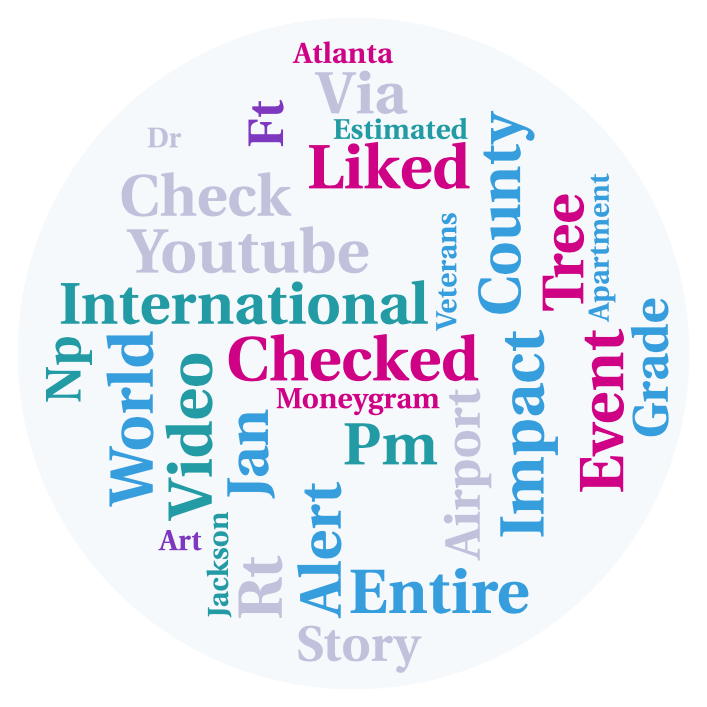 Atlanta
Via
Ft
Dr
Estimated
Liked
County
Check
Tree
Apartment
Youtube
Veterans
International
Grade
Np
World
Video
Checked
Event
Impact
Moneygram
Jan
Airport
Pm
Art
Jackson
Alert
Rt
Entire
Story